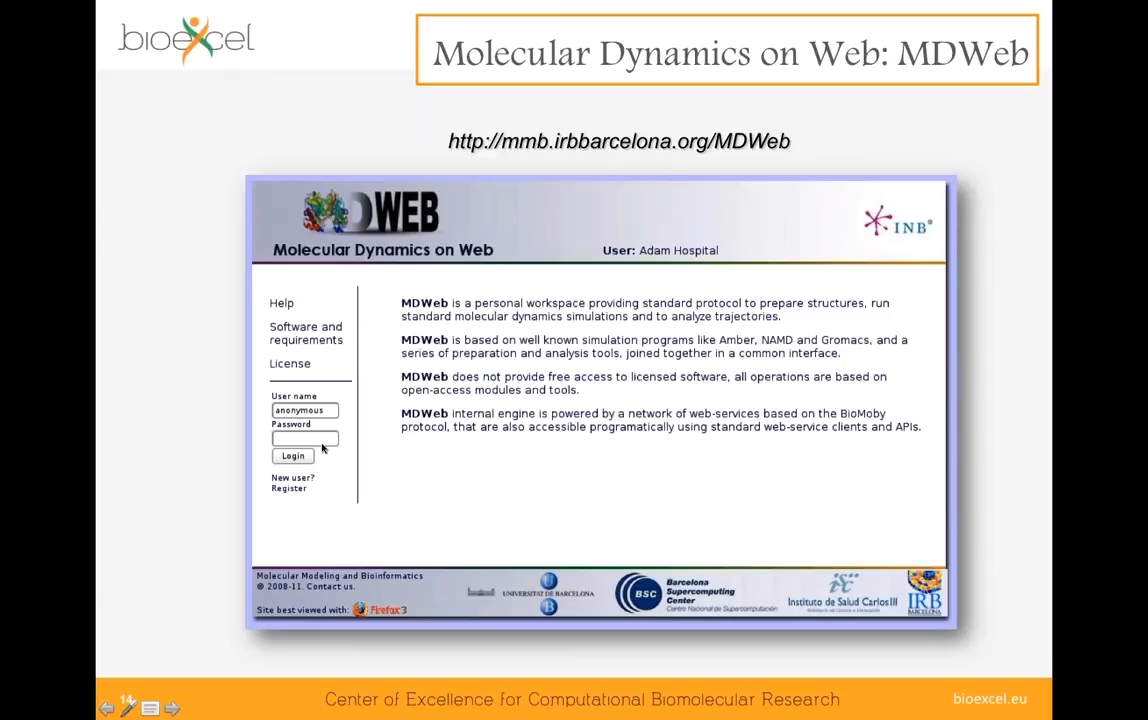 bioexcel
Molecular Dynamics on Web: MDWeb
http://mmb.irbbarcelona.org/MDWeb
MDWEB
Molecular Dynamics on Web
User: Adam Hospital
INB
Help
Software and
requirements
License
User name
anonymous
Password
Login
New user?
Register
MDWeb is a personal workspace providing standard protocol to prepare structures, run
standard molecular dynamics simulations and to analyze trajectories.
MDWeb is based on well known simulation programs like Amber, NAMD and Gromacs, and a
series of preparation and analysis tools, joined together in a common interface.
MDWeb does not provide free access to licensed software, all operations are based on
open-access modules and tools.
MDWeb internal engine is powered by a network of web-services based on the BioMoby
protocol, that are also accessible programatically using standard web-service clients and APIs.
Molecular Modeling and Bioinformatics
© 2008-11. Contact us.
Site best viewed with: Firefox 3
UNIVERSITAT DE BARCELONA
U
B
BSC
Barcelona
Supercomputing
Center
Centro Nacional de Supercomputación
isc
Instituto de Salud Carlos III
IRB
BARCELONA
14
Center of Excellence for Computational Biomolecular Research
bioexcel.eu